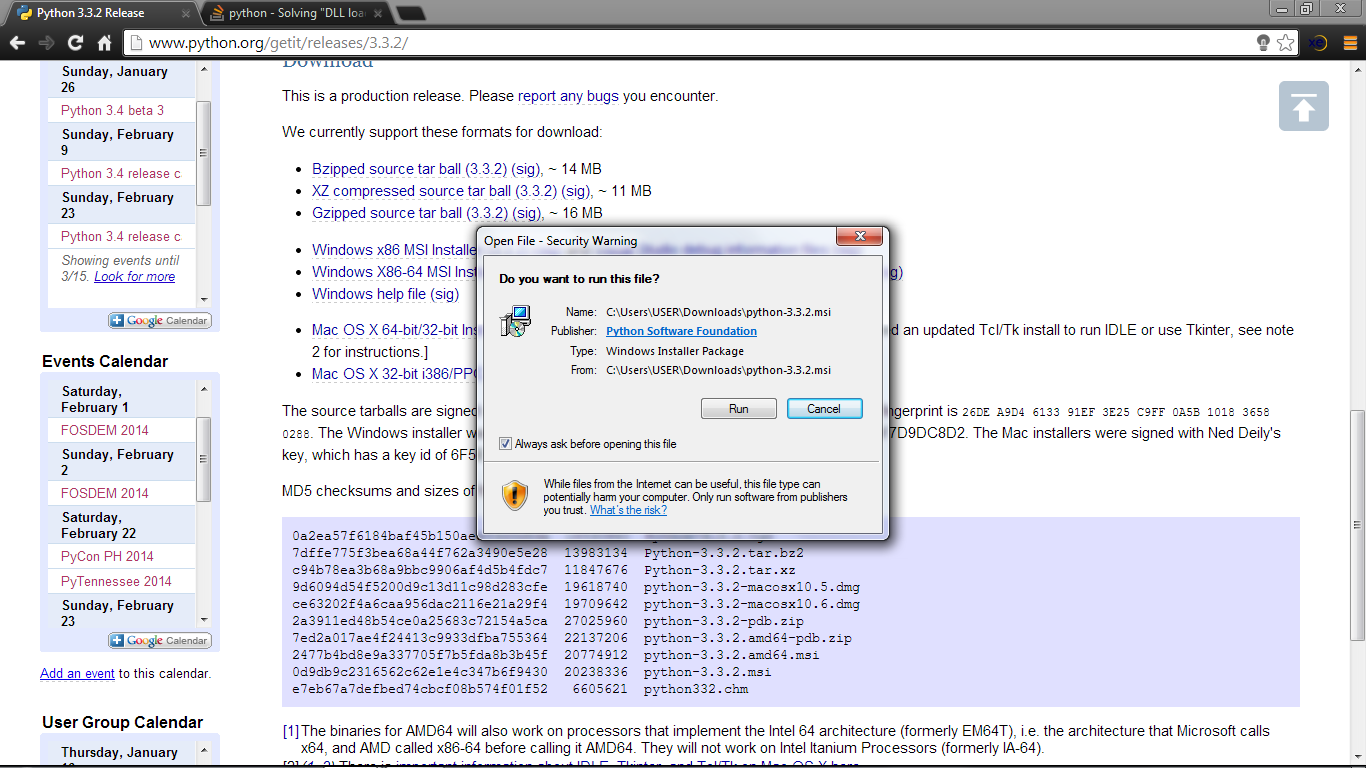 Python 3.3.2 Release
python - Solving "DLL loa
www.python.org/getit/releases/3.3.2/
Sunday, January
26
Python 3.4 beta 3
Sunday, February
9
Python 3.4 release c
Sunday, February
23
Python 3.4 release c
Showing events until
3/15. Look for more
Google Calendar
Events Calendar
Saturday,
February 1
FOSDEM 2014
Sunday, February
2
FOSDEM 2014
Saturday,
February 22
PyCon PH 2014
PyTennessee 2014
Sunday, February
23
Google Calendar
Add an event to this calendar.
User Group Calendar
Thursday, January
Download
This is a production release. Please report any bugs you encounter.
We currently support these formats for download:
Bzipped source tar ball (3.3.2) (sig), ~ 14 MB
XZ compressed source tar ball (3.3.2) (sig), ~ 11 MB
Gzipped source tar ball (3.3.2) (sig), ~ 16 MB
Windows x86 MSI Installe
Windows X86-64 MSI Inst g)
Windows help file (sig)
Mac OS X 64-bit/32-bit Ins d an updated Tcl/Tk install to run IDLE or use Tkinter, see note
2 for instructions.]
Mac OS X 32-bit i386/PPC
The source tarballs are signed gerprint is 26DE A9D4 6133 91EF 3E25 C9FF 0A5B 1018 3658
0288. The Windows installer w 7D9DC8D2. The Mac installers were signed with Ned Deily's
key, which has a key id of 6F5
MD5 checksums and sizes of
0a2ea57f6184baf45b150ae
7dffe775f3bea68a44f762a3490e5e28 13983134 Python-3.3.2.tar.bz2
c94b78ea3b68a9bbc9906af4d5b4fdc7 11847676 Python-3.3.2.tar.xz
9d6094d54f5200d9c13d11c98d283cfe 19618740 python-3.3.2-macosx10.5.dmg
ce63202f4a6caa956dac2116e21a29f4 19709642 python-3.3.2-macosx10.6.dmg
2a3911ed48b54ce0a25683c72154a5ca 27025960 python-3.3.2-pdb.zip
7ed2a017ae4f24413c9933dfba755364 22137206 python-3.3.2.amd64-pdb.zip
2477b4bd8e9a337705f7b5fda8b3b45f 20774912 python-3.3.2.amd64.msi
0d9db9c2316562c62e1e4c347b6f9430 20238336 python-3.3.2.msi
e7eb67a7defbed74cbcf08b574f01f52 6605621 python332.chm
[1] The binaries for AMD64 will also work on processors that implement the Intel 64 architecture (formerly EM64T), i.e. the architecture that Microsoft calls
x64, and AMD called x86-64 before calling it AMD64. They will not work on Intel Itanium Processors (formerly IA-64).
[2] (1, 2) There is important information about IDLE, Tkinter, and Tcl/Tk on Mac OS X here.
Open File - Security Warning
Do you want to run this file?
Name: C:\Users\USER\Downloads\python-3.3.2.msi
Publisher: Python Software Foundation
Type: Windows Installer Package
From: C:\Users\USER\Downloads\python-3.3.2.msi
Run Cancel
Always ask before opening this file
While files from the Internet can be useful, this file type can
potentially harm your computer. Only run software from publishers
you trust. What's the risk?